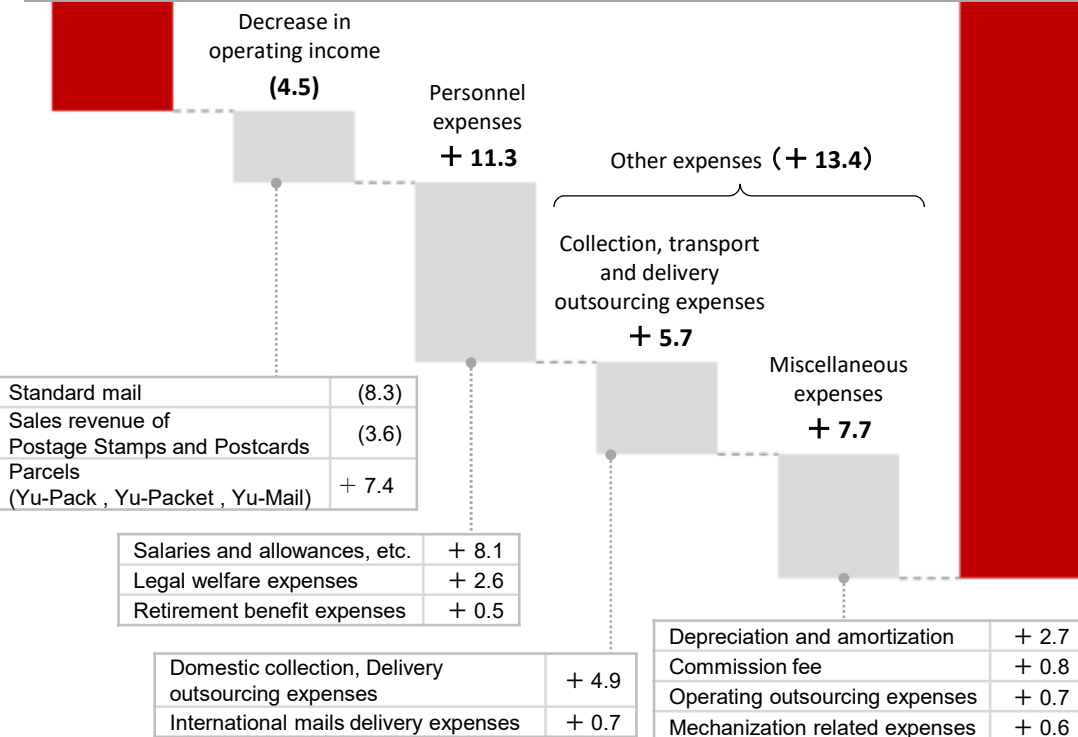 Decrease in
operating income
(4.5)
Personnel
expenses
＋ 11.3
Other expenses（＋ 13.4）
Collection, transport
and delivery
outsourcing expenses
＋ 5.7
Miscellaneous
expenses
＋ 7.7
Standard mail (8.3)
Sales revenue of
Postage Stamps and Postcards (3.6)
Parcels
(Yu-Pack , Yu-Packet , Yu-Mail) ＋ 7.4
Salaries and allowances, etc. ＋ 8.1
Legal welfare expenses ＋ 2.6
Retirement benefit expenses ＋ 0.5
Domestic collection, Delivery
outsourcing expenses ＋ 4.9
International mails delivery expenses ＋ 0.7
Depreciation and amortization ＋ 2.7
Commission fee ＋ 0.8
Operating outsourcing expenses ＋ 0.7
Mechanization related expenses ＋ 0.6